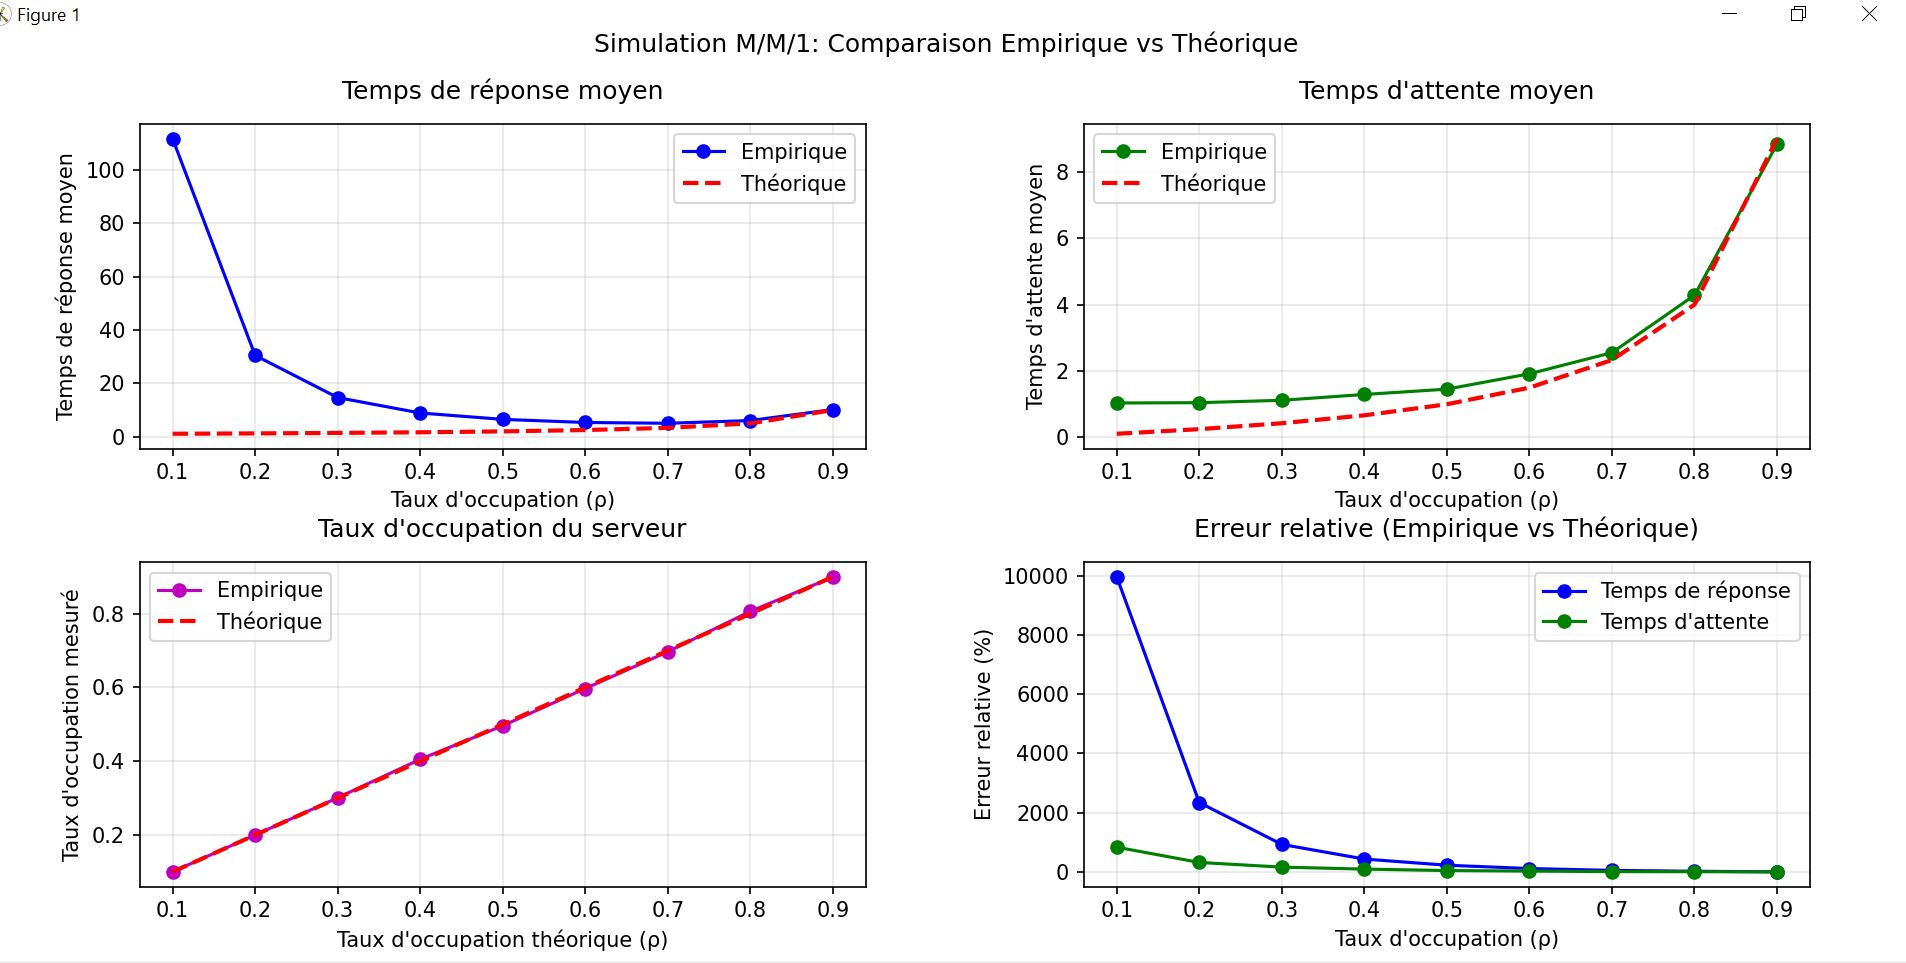 Figure 1
Simulation M/M/1: Comparaison Empirique vs Théorique
Temps de réponse moyen
Temps de réponse moyen
100
80
60
40
20
0
Empirique
Théorique
0.1 0.2 0.3 0.4 0.5 0.6 0.7 0.8 0.9
Taux d'occupation (ρ)
Temps d'attente moyen
Temps d'attente moyen
8
6
4
2
0
Empirique
Théorique
0.1 0.2 0.3 0.4 0.5 0.6 0.7 0.8 0.9
Taux d'occupation (ρ)
Taux d'occupation du serveur
Taux d'occupation mesuré
0.8
0.6
0.4
0.2
Empirique
Théorique
0.1 0.2 0.3 0.4 0.5 0.6 0.7 0.8 0.9
Taux d'occupation théorique (ρ)
Erreur relative (Empirique vs Théorique)
Erreur relative (%)
10000
8000
6000
4000
2000
0
Temps de réponse
Temps d'attente
0.1 0.2 0.3 0.4 0.5 0.6 0.7 0.8 0.9
Taux d'occupation (ρ)